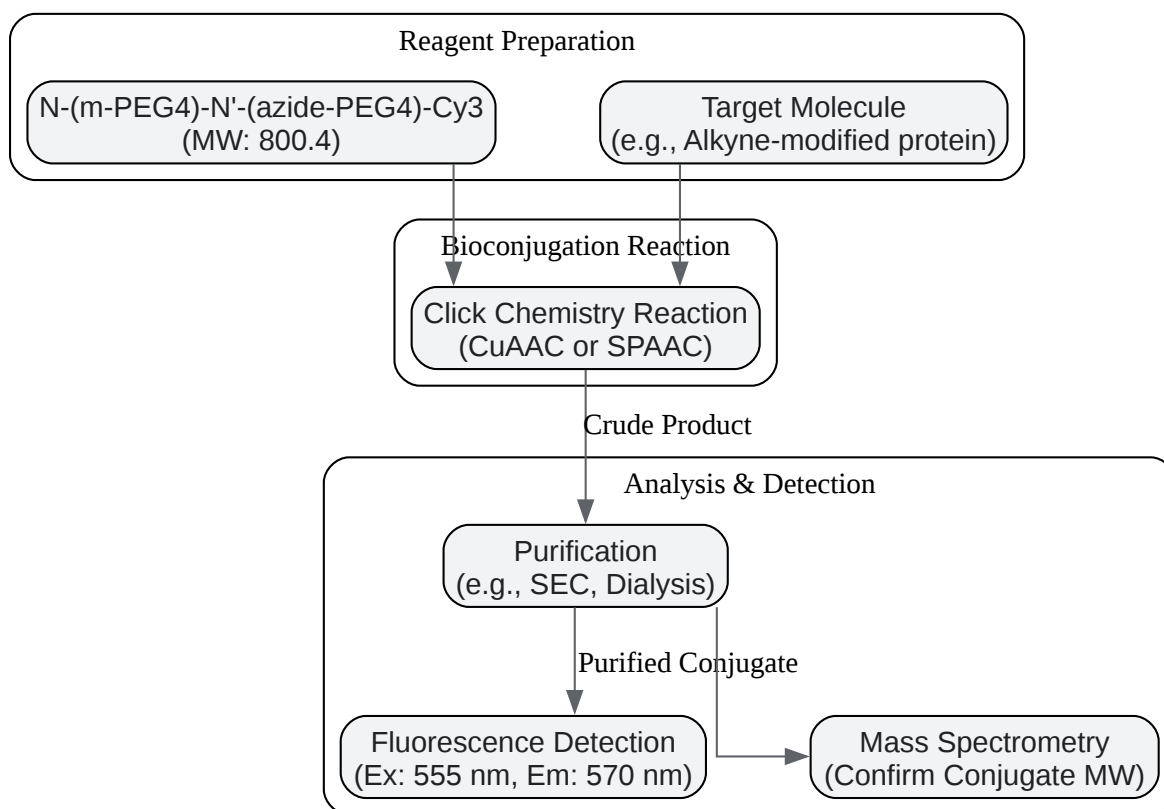 Reagent Preparation
N-(m-PEG4)-N'-(azide-PEG4)-Cy3
(MW: 800.4)
Target Molecule
(e.g., Alkyne-modified protein)
Bioconjugation Reaction
Click Chemistry Reaction
(CuAAC or SPAAC)
Crude Product
Analysis & Detection
Purification
(e.g., SEC, Dialysis)
Purified Conjugate
Fluorescence Detection
(Ex: 555 nm, Em: 570 nm)
Mass Spectrometry
(Confirm Conjugate MW)